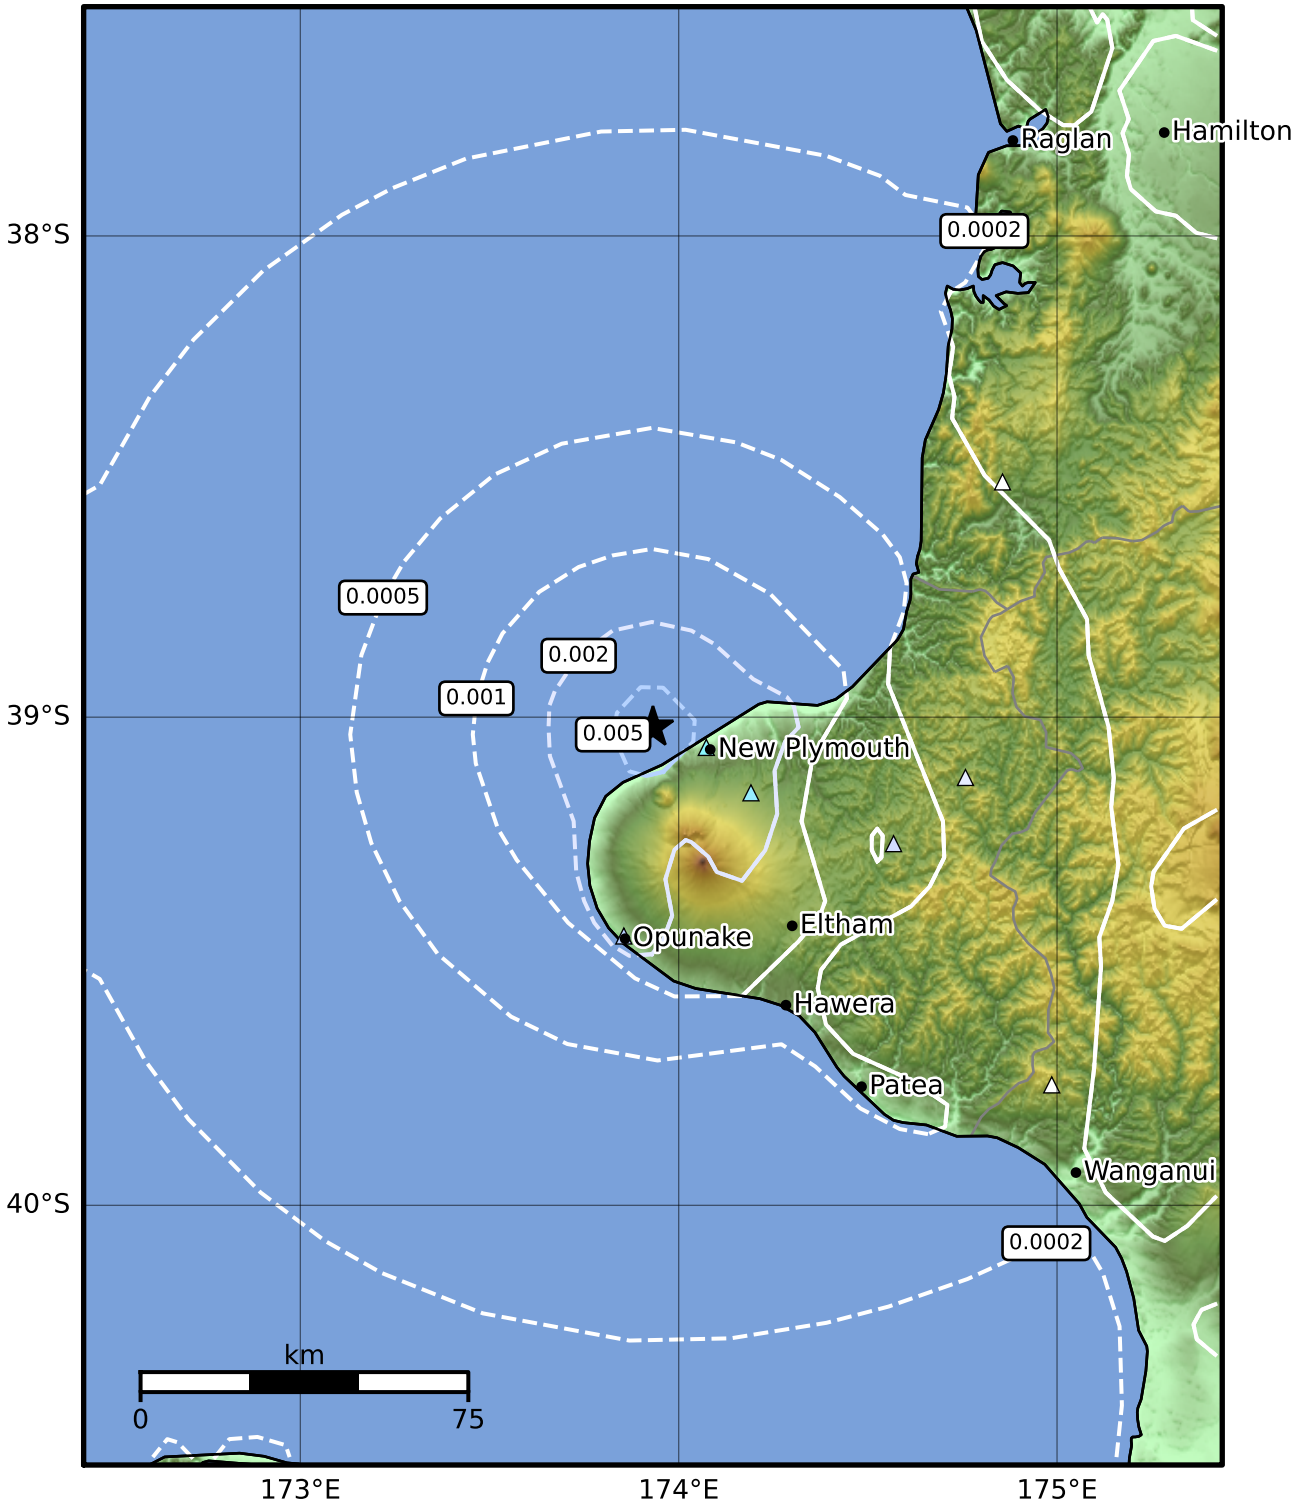 Hamilton
Raglan
38°S
0.0002
0.0005
0.002
0.001
39°S
0.005
New Plymouth
Eltham
Opunake
Hawera
Patea
Wanganui
40°S
0.0002
km
0
75
173°E
174°E
175°E